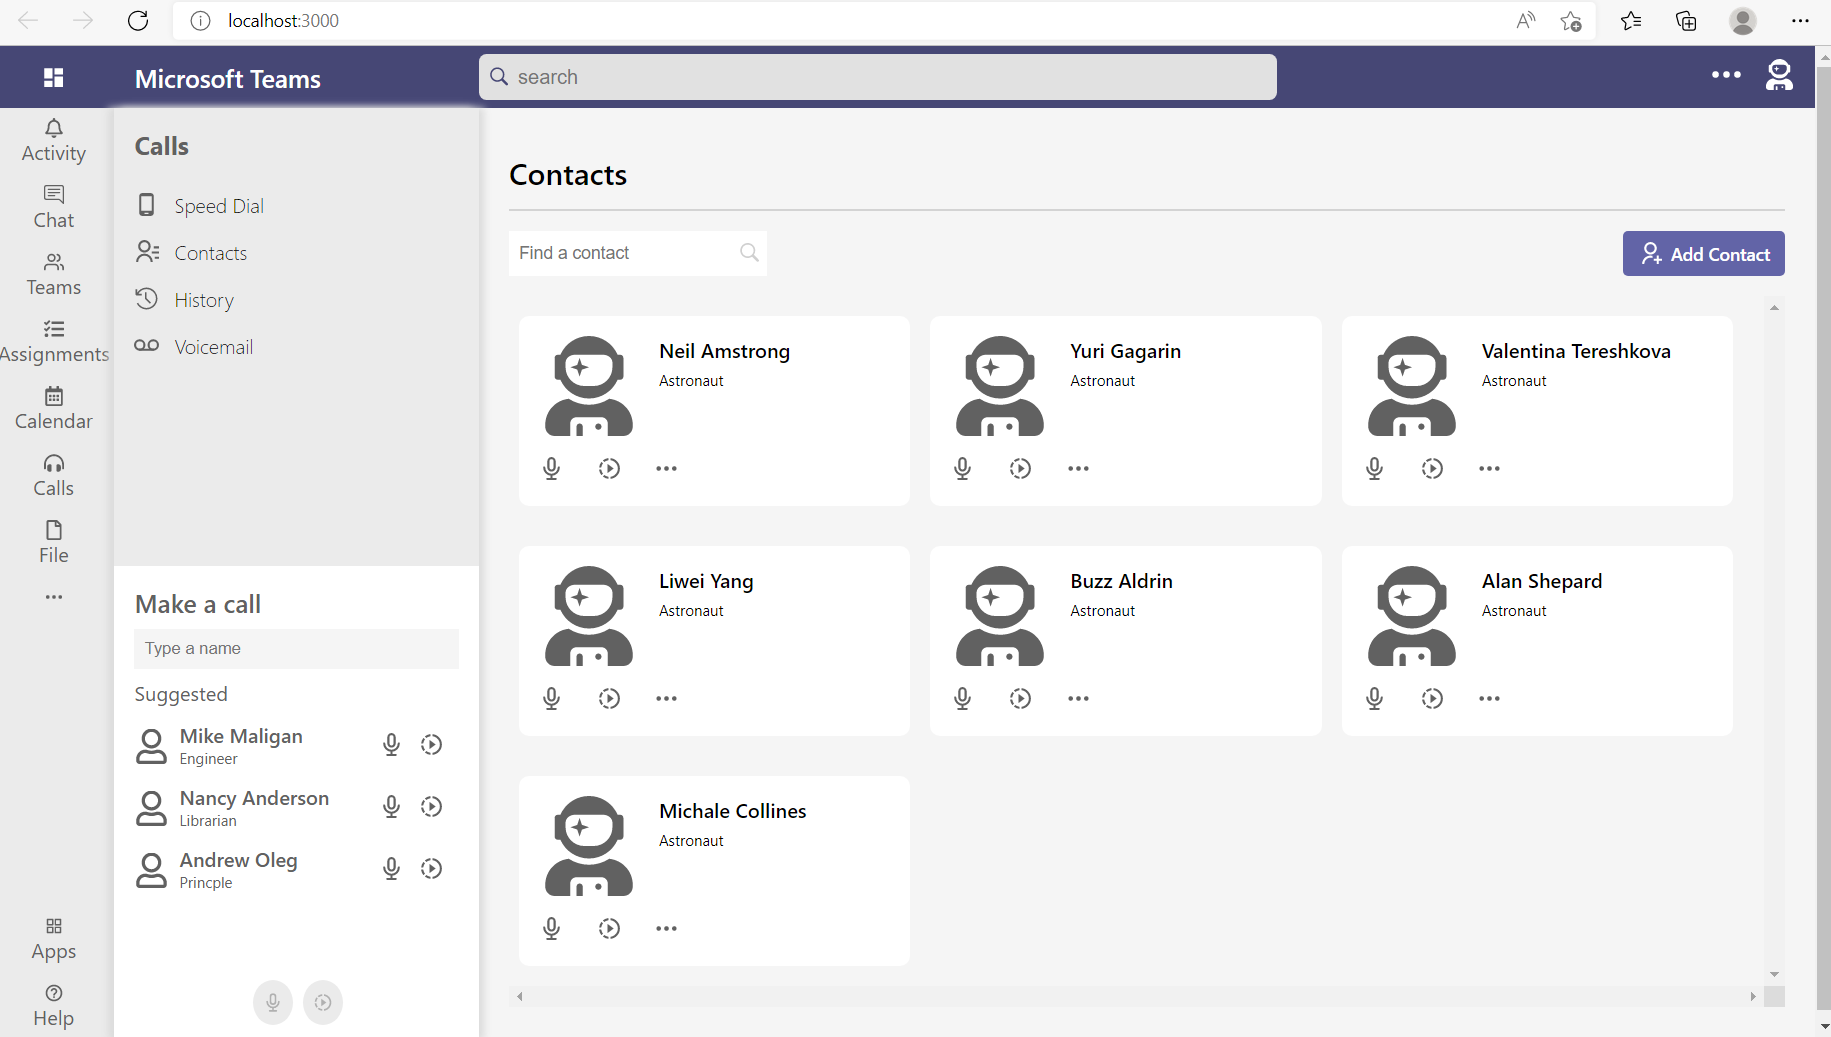 localhost:3000
Microsoft Teams
search
Activity
Chat
Teams
Assignments
Calendar
Calls
File
Apps
Help
Calls
Speed Dial
Contacts
History
Voicemail
Make a call
Type a name
Suggested
Mike Maligan
Engineer
Nancy Anderson
Librarian
Andrew Oleg
Princple
Contacts
Find a contact
Add Contact
Neil Amstrong
Astronaut
Yuri Gagarin
Astronaut
Valentina Tereshkova
Astronaut
Liwei Yang
Astronaut
Buzz Aldrin
Astronaut
Alan Shepard
Astronaut
Michale Collines
Astronaut